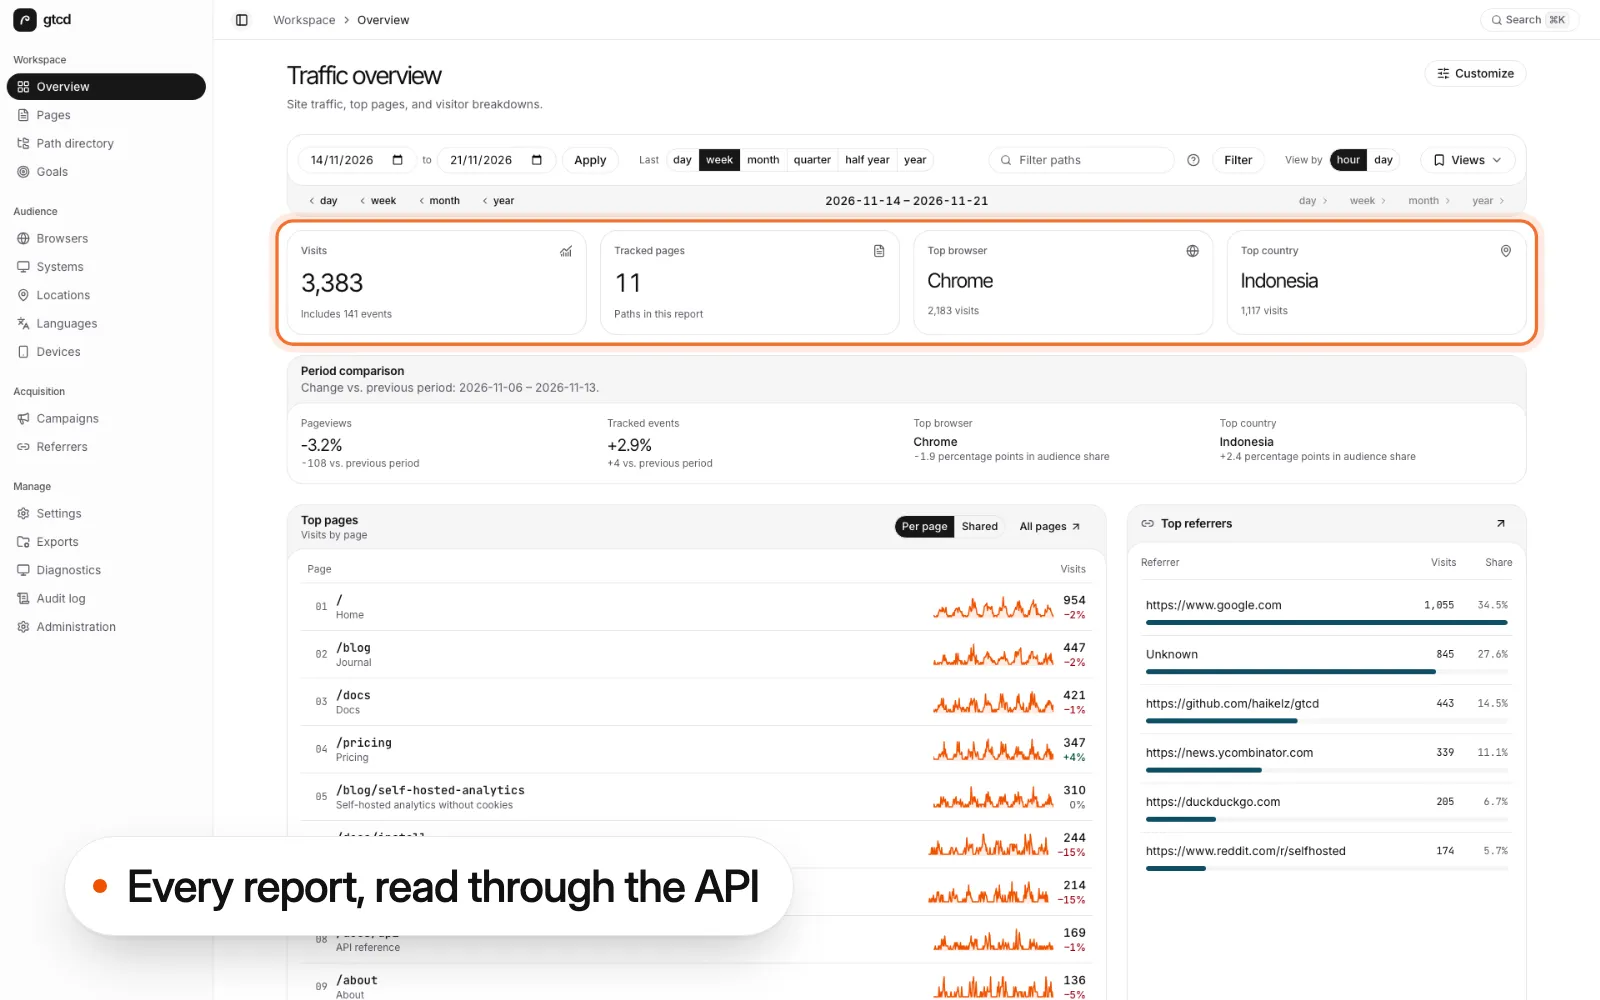 gtcd
Workspace > Overview
Search ⌘K
Workspace
Overview
Pages
Path directory
Goals
Audience
Browsers
Systems
Locations
Languages
Devices
Acquisition
Campaigns
Referrers
Manage
Settings
Exports
Diagnostics
Audit log
Administration
Traffic overview
Site traffic, top pages, and visitor breakdowns.
Customize
14/11/2026 to 21/11/2026 Apply Last day week month quarter half year year Filter paths Filter View by hour day Views
‹ day ‹ week ‹ month ‹ year 2026-11-14 – 2026-11-21 day › week › month › year ›
Visits
3,383
Includes 141 events
Tracked pages
11
Paths in this report
Top browser
Chrome
2,183 visits
Top country
Indonesia
1,117 visits
Period comparison
Change vs. previous period: 2026-11-06 – 2026-11-13.
Pageviews
-3.2%
-108 vs. previous period
Tracked events
+2.9%
+4 vs. previous period
Top browser
Chrome
-1.9 percentage points in audience share
Top country
Indonesia
+2.4 percentage points in audience share
Top pages
Visits by page
Per page Shared All pages
Page Visits
01 / 954
Home −2%
02 /blog 447
Journal −2%
03 /docs 421
Docs −1%
04 /pricing 347
Pricing +4%
05 /blog/self-hosted-analytics 310
Self-hosted analytics without cookies 0%
244
−15%
214
−15%
08 169
API reference −1%
09 /about 136
About −5%
Top referrers
Referrer Visits Share
https://www.google.com 1,055 34.5%
Unknown 845 27.6%
https://github.com/haikelz/gtcd 443 14.5%
https://news.ycombinator.com 339 11.1%
https://duckduckgo.com 205 6.7%
https://www.reddit.com/r/selfhosted 174 5.7%
Every report, read through the API